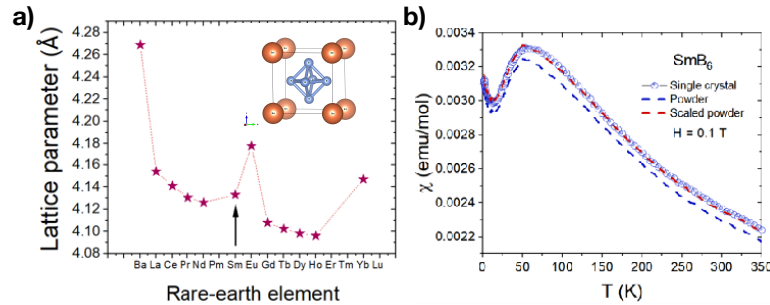 a)
Lattice parameter (Å)
4.28
4.26
4.24
4.22
4.20
4.18
4.16
4.14
4.12
4.10
4.08
Ba La Ce Pr Nd Pm Sm Eu Gd Tb Dy Ho Er Tm Yb Lu
Rare-earth element
b)
χ (emu/mol)
0.0034
0.0032
0.0030
0.0028
0.0026
0.0024
0.0022
SmB6
Single crystal
Powder
Scaled powder
H = 0.1 T
0 50 100 150 200 250 300 350
T (K)